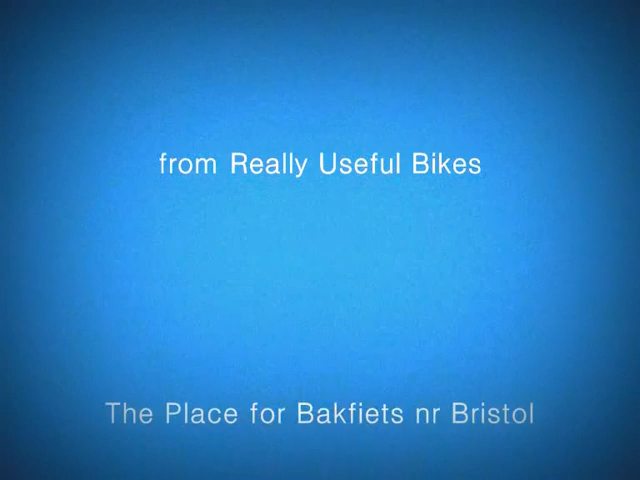 from Really Useful Bikes
The Place for Bakfiets nr Bristol